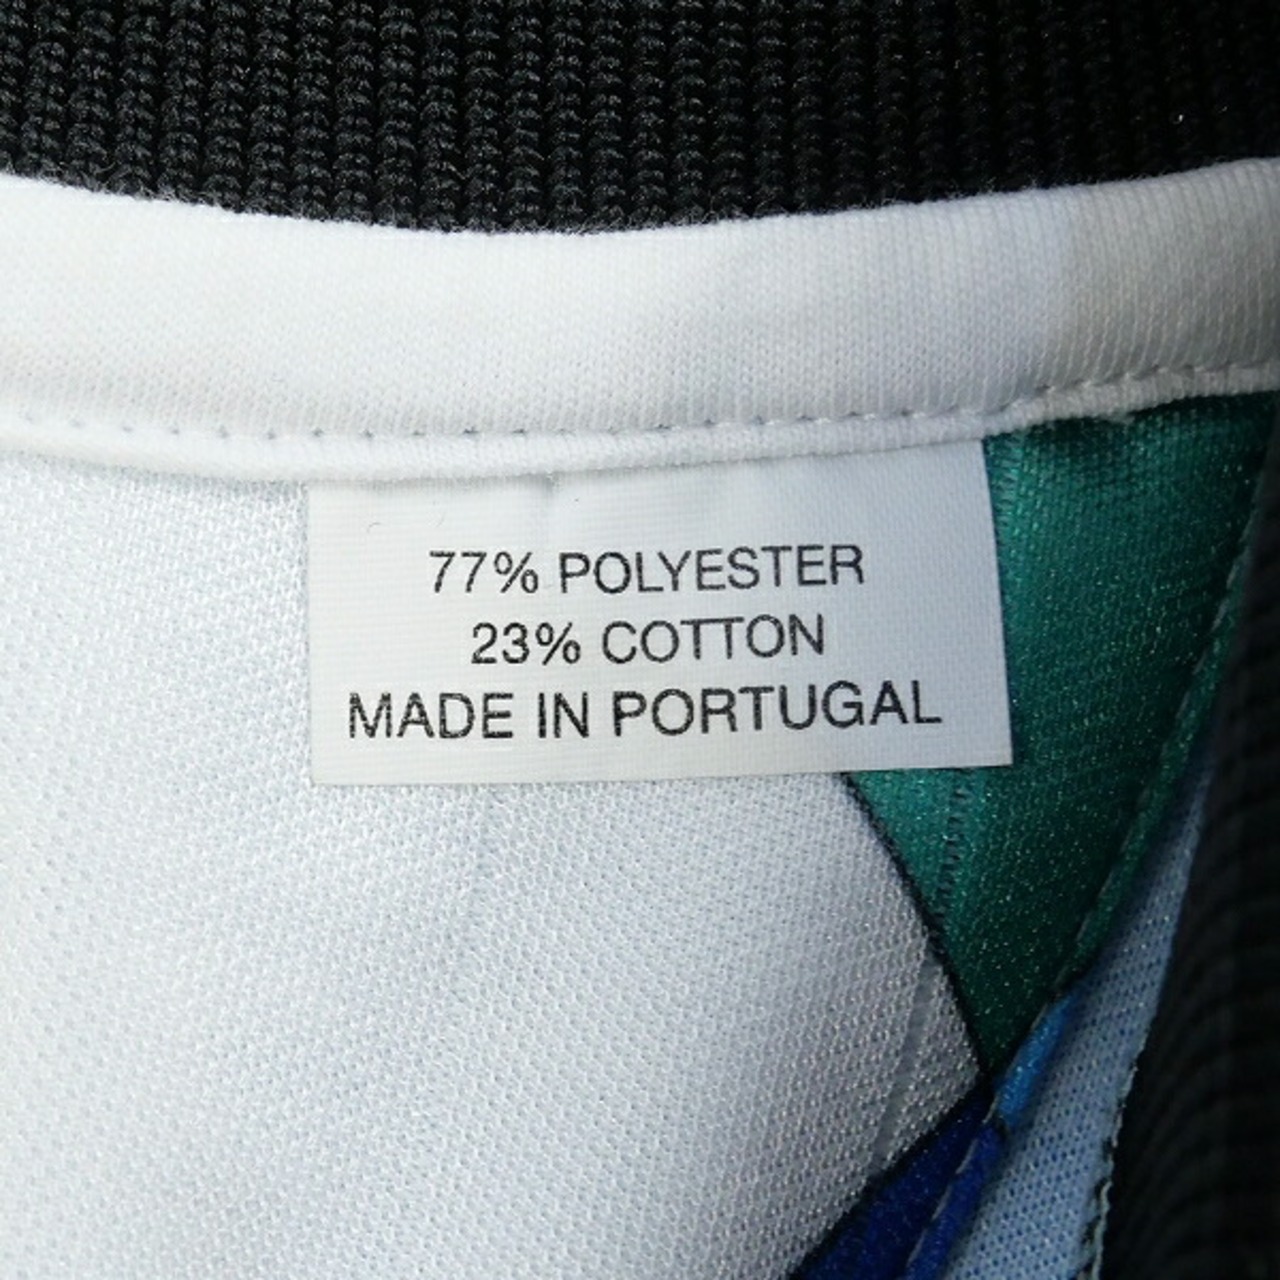 77% POLYESTER
23% COTTON
MADE IN PORTUGAL